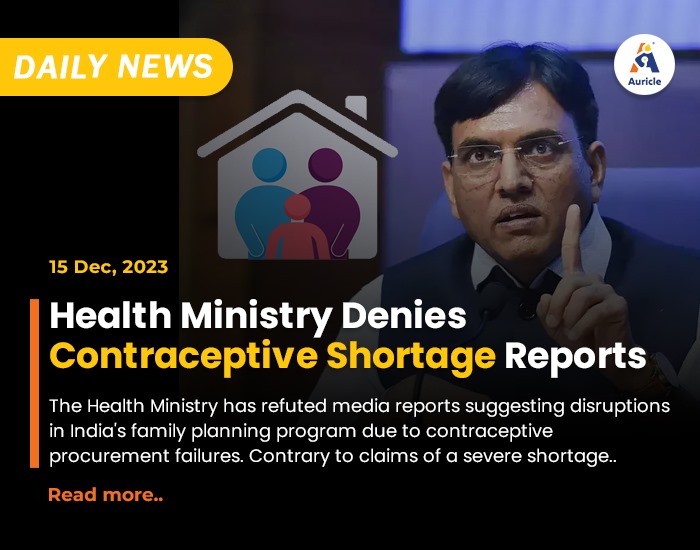 DAILY NEWS
Auricle
15 Dec, 2023
Health Ministry Denies
Contraceptive Shortage Reports
The Health Ministry has refuted media reports suggesting disruptions
in India's family planning program due to contraceptive
procurement failures. Contrary to claims of a severe shortage..
Read more..